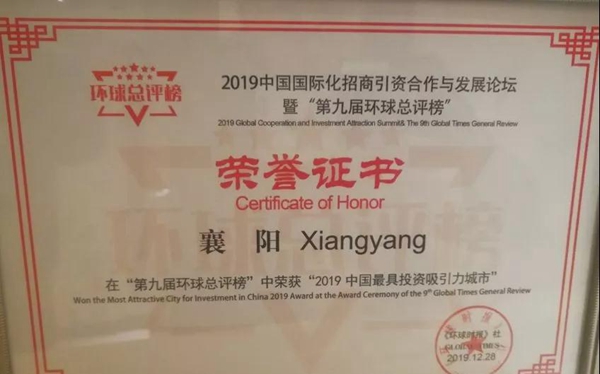 环球总评榜
2019中国国际化招商引资合作与发展论坛
暨“第九届环球总评榜”
2019 Global Cooperation and Investment Attraction Summit& The 9th Global Times General Review
荣誉证书
Certificate of Honor
襄阳 Xiangyang
在“第九届环球总评榜”中荣获“2019 中国最具投资吸引力城市”
Won the Most Attractive City for Investment in China 2019 Award at the Award Ceremony of the 9th Global Times General Review
《环球时报》社
GLOBAL TIMES
2019.12.28